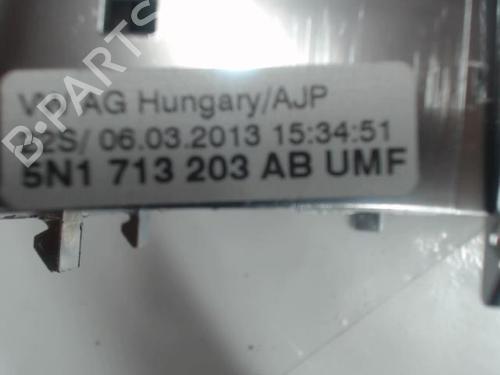 AG Hungary/AJP
06.03.2013 15:34:51
5N1 713 203 AB UMF
B-PARTS